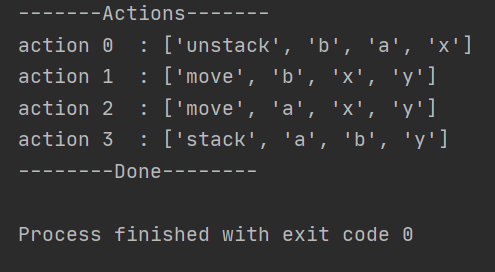 -------Actions-------
action 0  : ['unstack', 'b', 'a', 'x']
action 1  : ['move', 'b', 'x', 'y']
action 2  : ['move', 'a', 'x', 'y']
action 3  : ['stack', 'a', 'b', 'y']
--------Done--------
Process finished with exit code 0